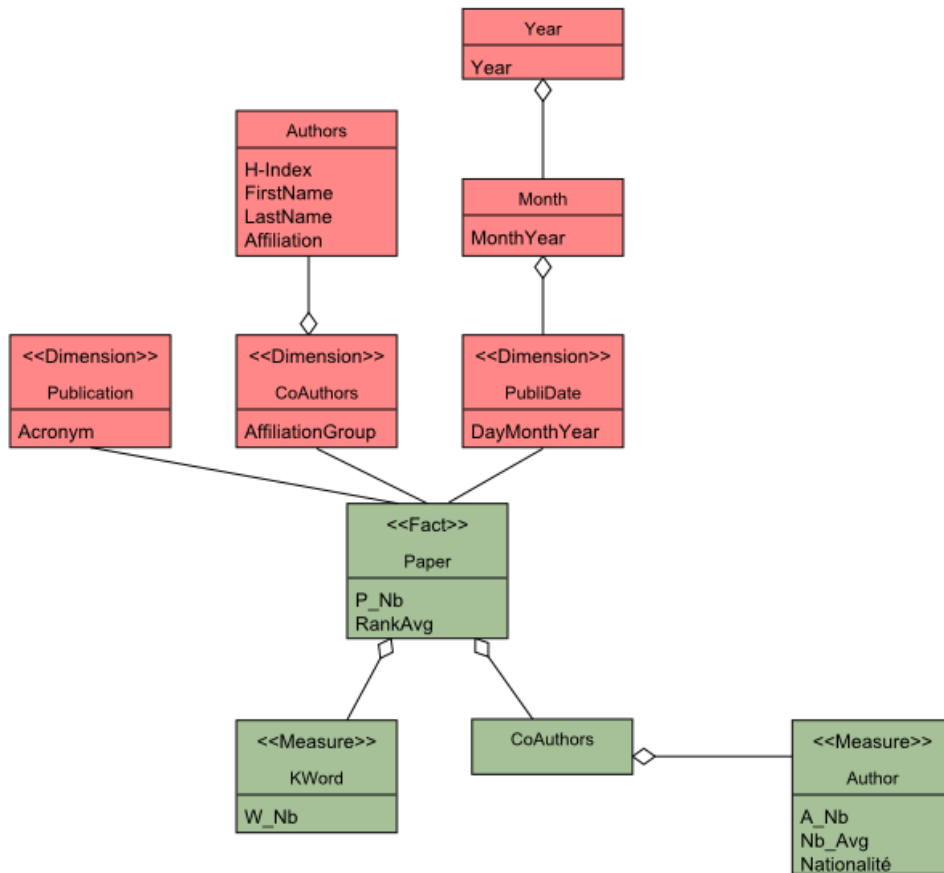 Year
Year
Authors
H-Index
FirstName
LastName
Affiliation
Month
MonthYear
<<Dimension>>
Publication
Acronym
<<Dimension>>
CoAuthors
AffiliationGroup
<<Dimension>>
PubliDate
DayMonthYear
<<Fact>>
Paper
P_Nb
RankAvg
<<Measure>>
KWord
W_Nb
CoAuthors
<<Measure>>
Author
A_Nb
Nb_Avg
Nationalité